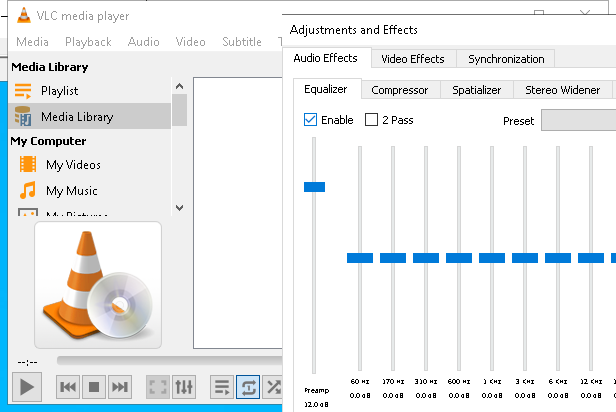 VLC media player
Media Playback Audio Video Subtitle
Media Library
Playlist
Media Library
My Computer
My Videos
My Music
My Pictures
--:--
Adjustments and Effects
Audio Effects Video Effects Synchronization
Equalizer Compressor Spatializer Stereo Widener
Enable 2 Pass Preset
60 Hz 170 Hz 310 Hz 600 Hz 1 KHz 3 KHz 6 KHz 12 KHz
Preamp 0.0 dB 0.0 dB 0.0 dB 0.0 dB 0.0 dB 0.0 dB 0.0 dB 0.0
12.0 dB